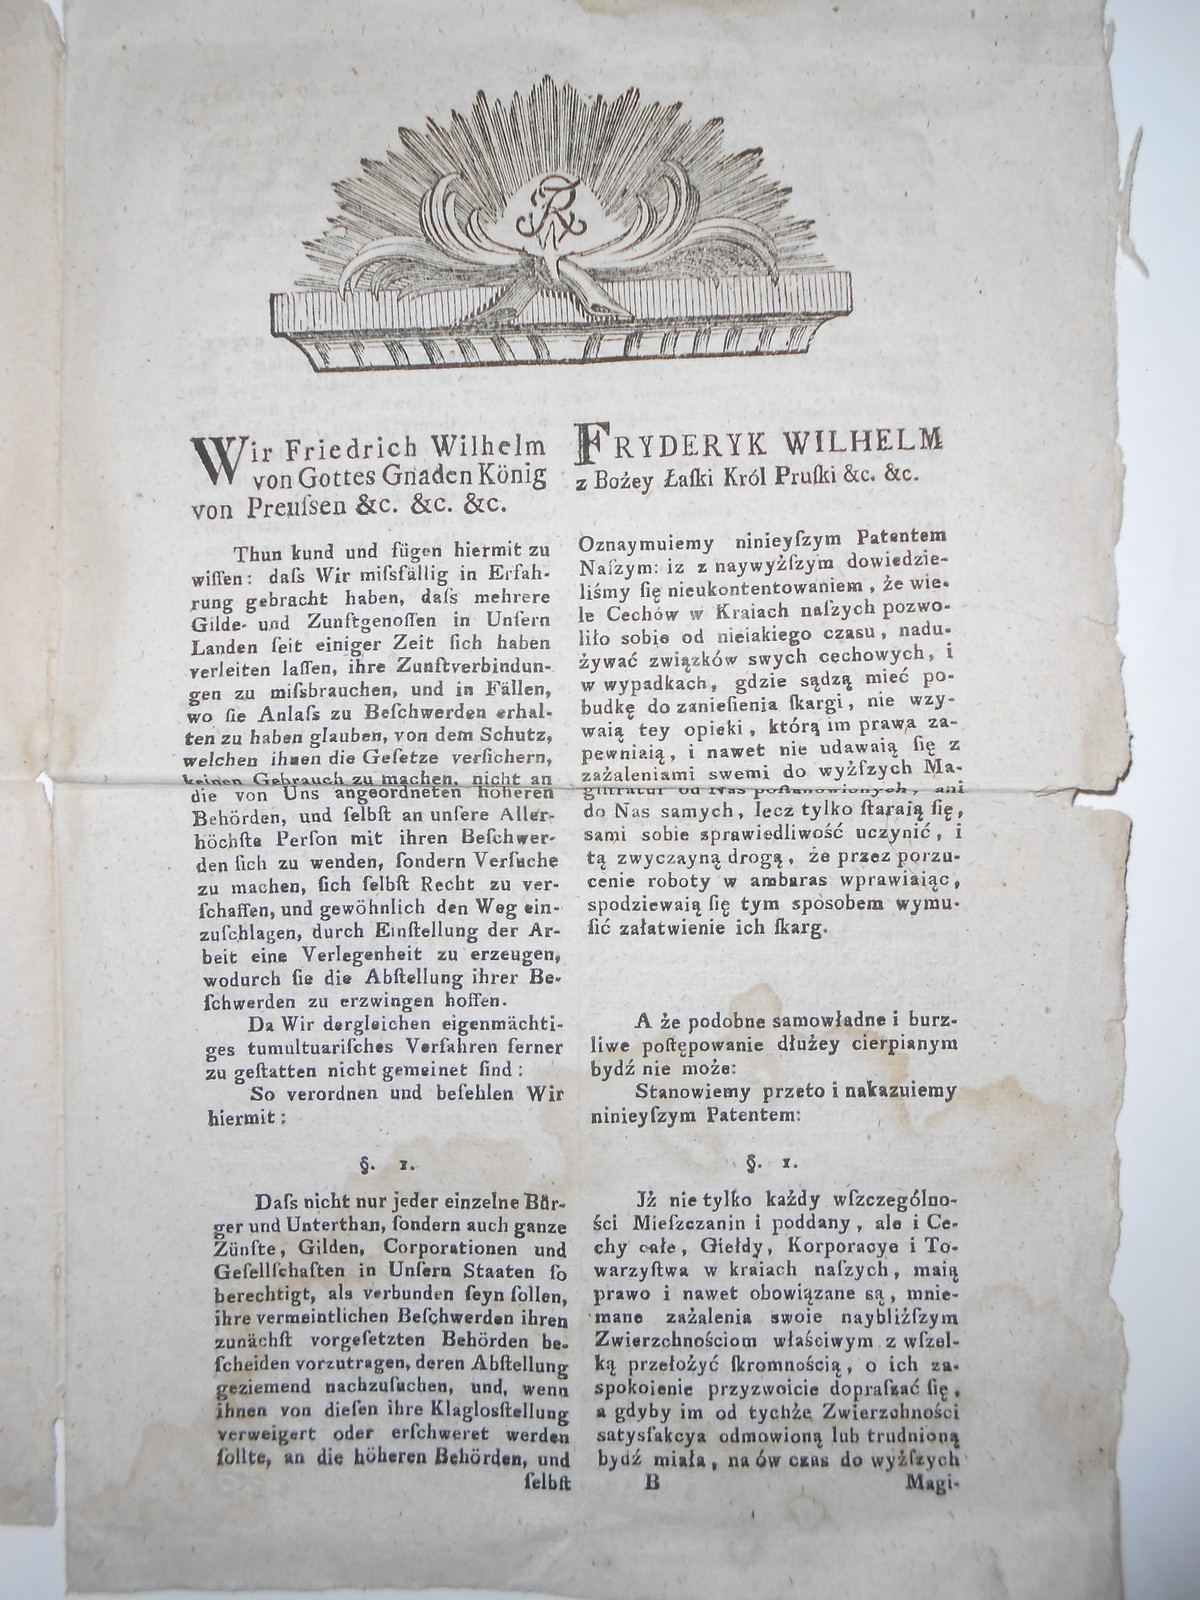 FR
Wir Friedrich Wilhelm
von Gottes Gnaden König
von Preuſsen &c. &c. &c.
Thun kund und fügen hiermit zu
wiſſen: daſs Wir miſsfällig in Erfah-
rung gebracht haben, daſs mehrere
Gilde- und Zunftgenoſſen in Unſern
Landen ſeit einiger Zeit ſich haben
verleiten laſſen, ihre Zunftverbindun-
gen zu miſsbrauchen, und in Fällen,
wo ſie Anlaſs zu Beſchwerden erhal-
ten zu haben glauben, von dem Schutz,
welchen ihnen die Geſetze verſichern,
keinen Gebrauch zu machen, nicht an
die von Uns angeordneten höheren
Behörden, und ſelbſt an unſere Aller-
höchſte Perſon mit ihren Beſchwer-
den ſich zu wenden, ſondern Verſuche
zu machen, ſich ſelbſt Recht zu ver-
ſchaffen, und gewöhnlich den Weg ein-
zuſchlagen, durch Einſtellung der Ar-
beit eine Verlegenheit zu erzeugen,
wodurch ſie die Abſtellung ihrer Be-
ſchwerden zu erzwingen hoffen.
Da Wir dergleichen eigenmächti-
ges tumultuariſches Verfahren ferner
zu geſtatten nicht gemeinet ſind:
So verordnen und befehlen Wir
hiermit:
§. 1.
Daſs nicht nur jeder einzelne Bür-
ger und Unterthan, ſondern auch ganze
Zünfte, Gilden, Corporationen und
Geſellſchaften in Unſern Staaten ſo
berechtigt, als verbunden ſeyn ſollen,
ihre vermeintlichen Beſchwerden ihren
zunächſt vorgeſetzten Behörden be-
ſcheiden vorzutragen, deren Abſtellung
geziemend nachzuſuchen, und, wenn
ihnen von dieſen ihre Klagloſtellung
verweigert oder erſchweret werden
ſollte, an die höheren Behörden, und
ſelbſt
FRYDERYK WILHELM
z Bożey Łaſki Król Pruſki &c. &c.
Oznaymuiemy ninieyſzym Patentem
Naſzym: iz z naywyżſzym dowiedzie-
liśmy ſię nieukontentowaniem, że wie-
le Cechów w Kraiach naſzych pozwo-
liło sobie od nieiakiego czasu, nadu-
żywać związków swych cechowych, i
w wypadkach, gdzie sądzą mieć po-
budkę do zanieſienia ſkargi, nie wzy-
waią tey opieki, którą im prawa za-
pewniaią, i nawet nie udawaią ſię z
zażaleniami swemi do wyżſzych Ma-
giſtratur od Nas poſtanowionych, ani
do Nas samych, lecz tylko ſtaraią ſię,
sami sobie sprawiedliwość uczynić, i
tą zwyczayną drogą, że przez porzu-
cenie roboty w ambaras wprawiaiąc,
spodziewaią ſię tym sposobem wymu-
ſić załatwienie ich ſkarg.
A że podobne samowładne i burz-
liwe poſtępowanie dłużey cierpianym
bydź nie może:
Stanowiemy przeto i nakazuiemy
ninieyſzym Patentem:
§. 1.
Jż nie tylko każdy wſzczególno-
ści Mieſzczanin i poddany, ale i Ce-
chy całe, Giełdy, Korporacye i To-
warzyſtwa w kraiach naſzych, maią
prawo i nawet obowiązane są, mnie-
mane zażalenia swoie naybliżſzym
Zwierzchnościom właściwym z wſzel-
ką przełożyć ſkromnością, o ich za-
spokoienie przyzwoicie dopraſzać ſię,
a gdyby im od tychże Zwierzchności
satysfakcya odmowioną lub trudnioną
bydź miała, na ów czas do wyżſzych
B
Magi-